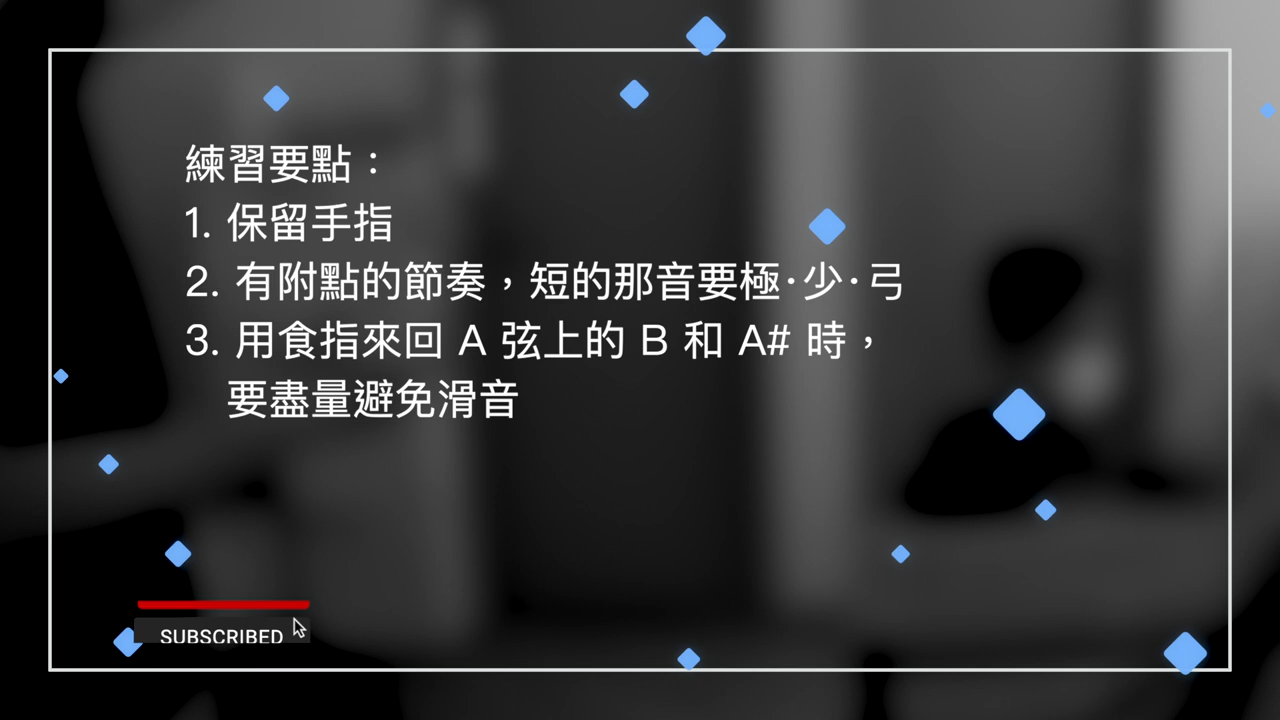 練習要點：
1. 保留手指
2. 有附點的節奏，短的那音要極·少·弓
3. 用食指來回 A 弦上的 B 和 A# 時，
要盡量避免滑音
SUBSCRIBED